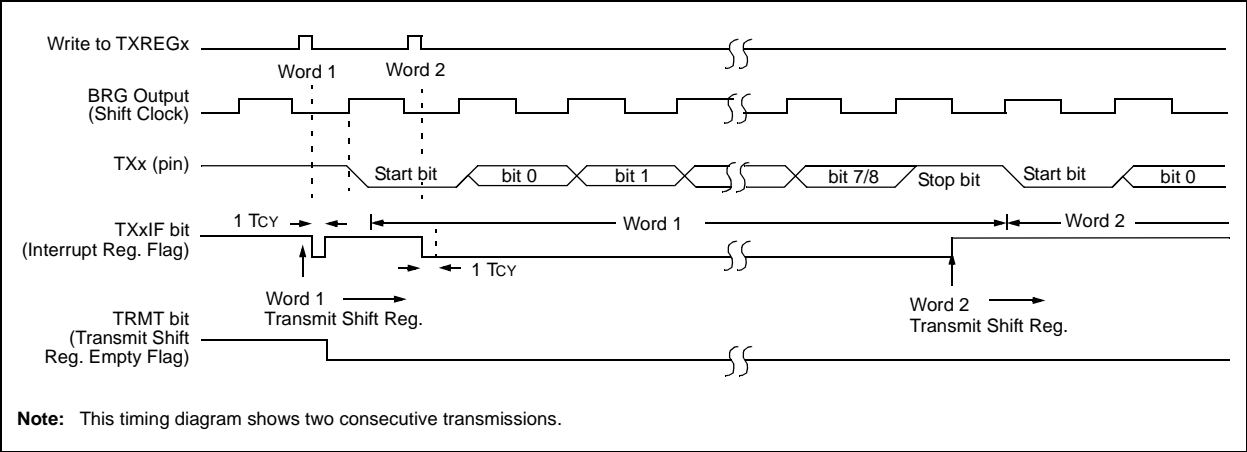 Write to TXREGx
Word 1
Word 2
BRG Output
(Shift Clock)
TXx (pin)
Start bit
bit 0
bit 1
bit 7/8
Stop bit
Start bit
bit 0
1 TCY
Word 1
Word 2
TXxIF bit
(Interrupt Reg. Flag)
1 TCY
Word 1
Transmit Shift Reg.
Word 2
Transmit Shift Reg.
TRMT bit
(Transmit Shift
Reg. Empty Flag)
Note: This timing diagram shows two consecutive transmissions.